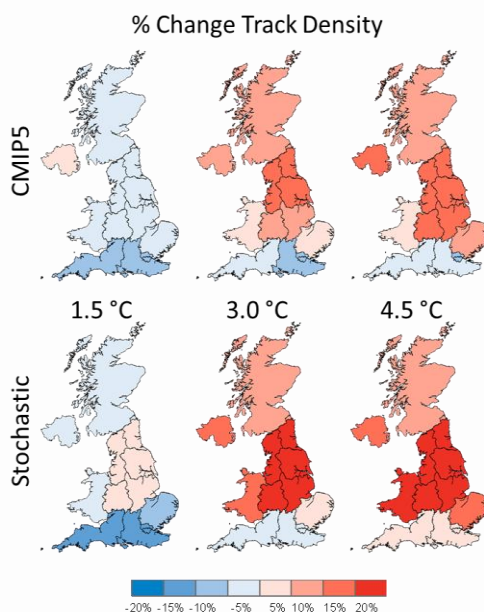 % Change Track Density
CMIP5
1.5 °C 3.0 °C 4.5 °C
Stochastic
-20% -15% -10% -5% 5% 10% 15% 20%